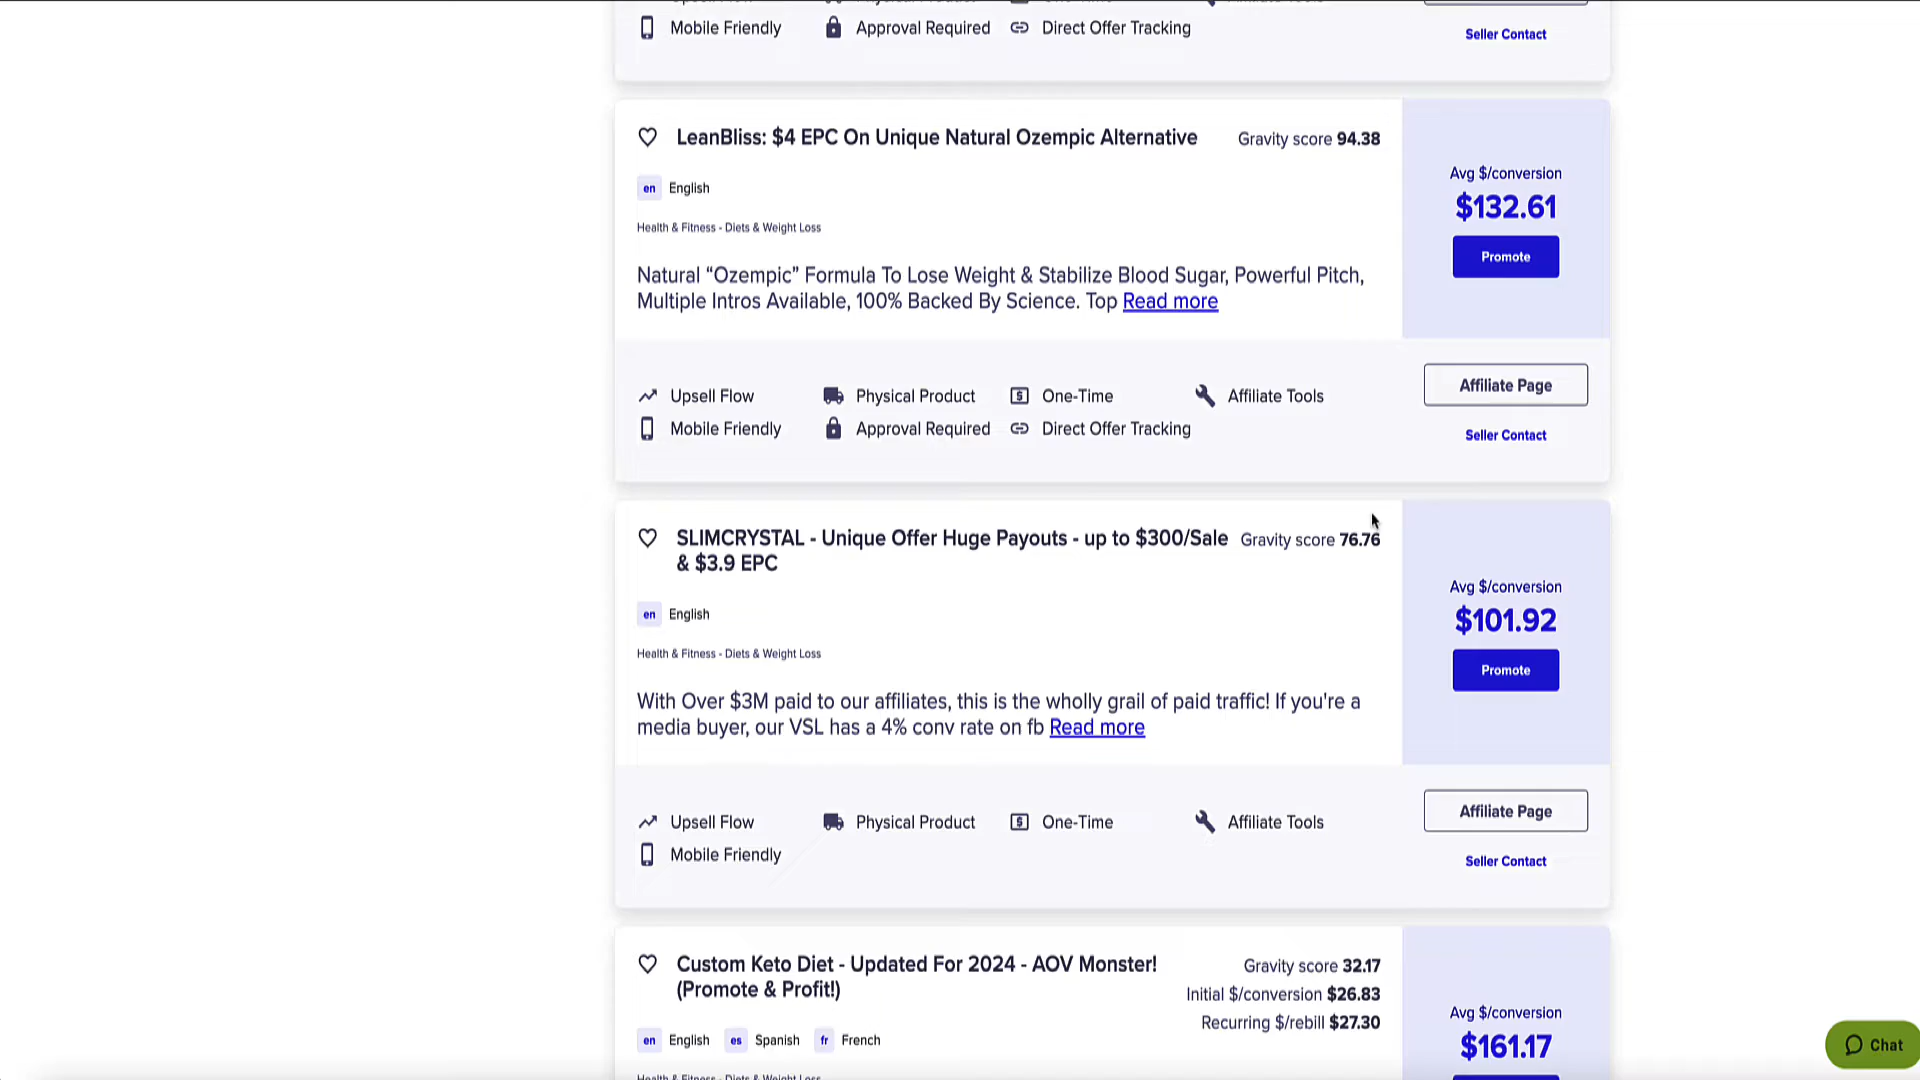 Mobile Friendly Approval Required Direct Offer Tracking
Seller Contact
LeanBliss: $4 EPC On Unique Natural Ozempic Alternative
Gravity score 94.38
en English
Health & Fitness - Diets & Weight Loss
Natural “Ozempic” Formula To Lose Weight & Stabilize Blood Sugar, Powerful Pitch,
Multiple Intros Available, 100% Backed By Science. Top Read more
Avg $/conversion
$132.61
Promote
Upsell Flow Physical Product One-Time Affiliate Tools
Mobile Friendly Approval Required Direct Offer Tracking
Affiliate Page
Seller Contact
SLIMCRYSTAL - Unique Offer Huge Payouts - up to $300/Sale
& $3.9 EPC
Gravity score 76.76
en English
Health & Fitness - Diets & Weight Loss
With Over $3M paid to our affiliates, this is the wholly grail of paid traffic! If you're a
media buyer, our VSL has a 4% conv rate on fb Read more
Avg $/conversion
$101.92
Promote
Upsell Flow Physical Product One-Time Affiliate Tools
Mobile Friendly
Affiliate Page
Seller Contact
Custom Keto Diet - Updated For 2024 - AOV Monster!
(Promote & Profit!)
Gravity score 32.17
Initial $/conversion $26.83
Recurring $/rebill $27.30
en English es Spanish fr French
Health & Fitness - Diets & Weight Loss
Avg $/conversion
$161.17
Chat